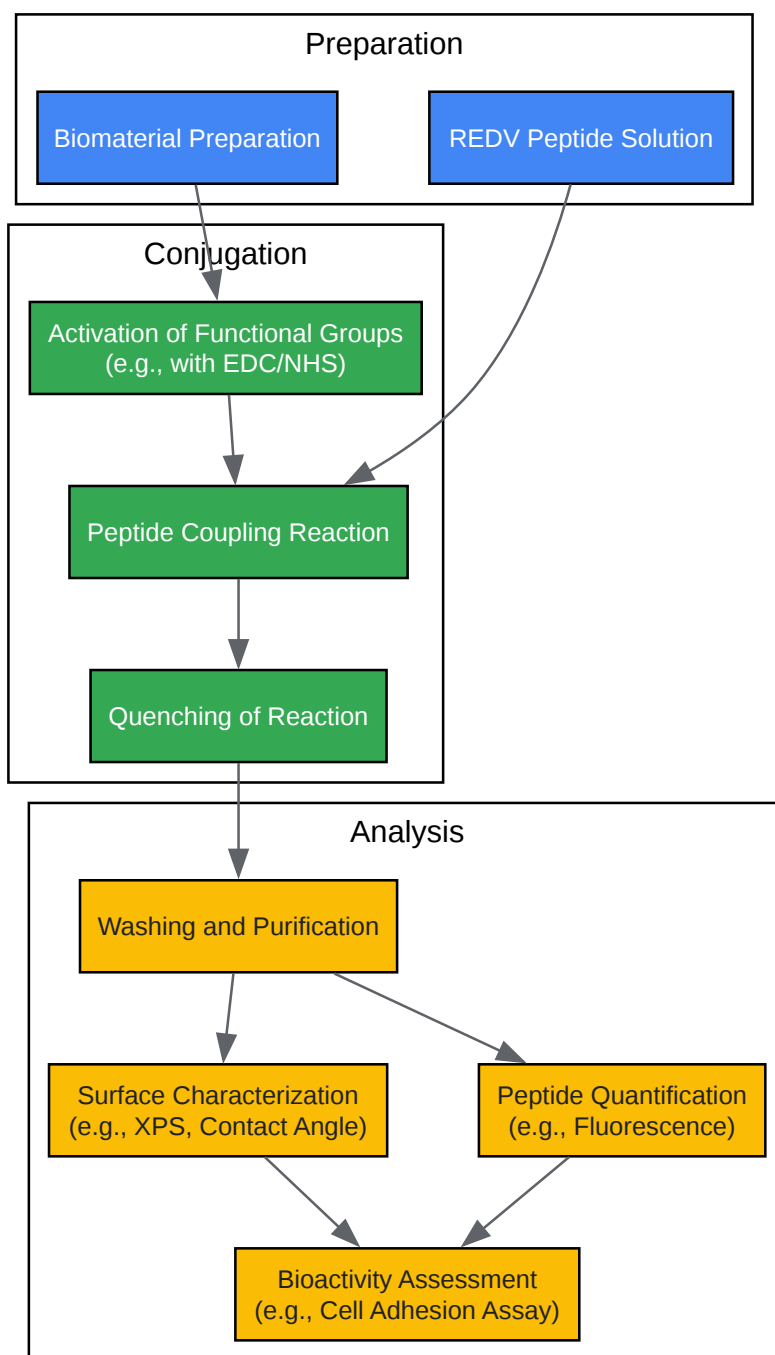 Preparation
Biomaterial Preparation
REDV Peptide Solution
Conjugation
Activation of Functional Groups
(e.g., with EDC/NHS)
Peptide Coupling Reaction
Quenching of Reaction
Analysis
Washing and Purification
Surface Characterization
(e.g., XPS, Contact Angle)
Peptide Quantification
(e.g., Fluorescence)
Bioactivity Assessment
(e.g., Cell Adhesion Assay)